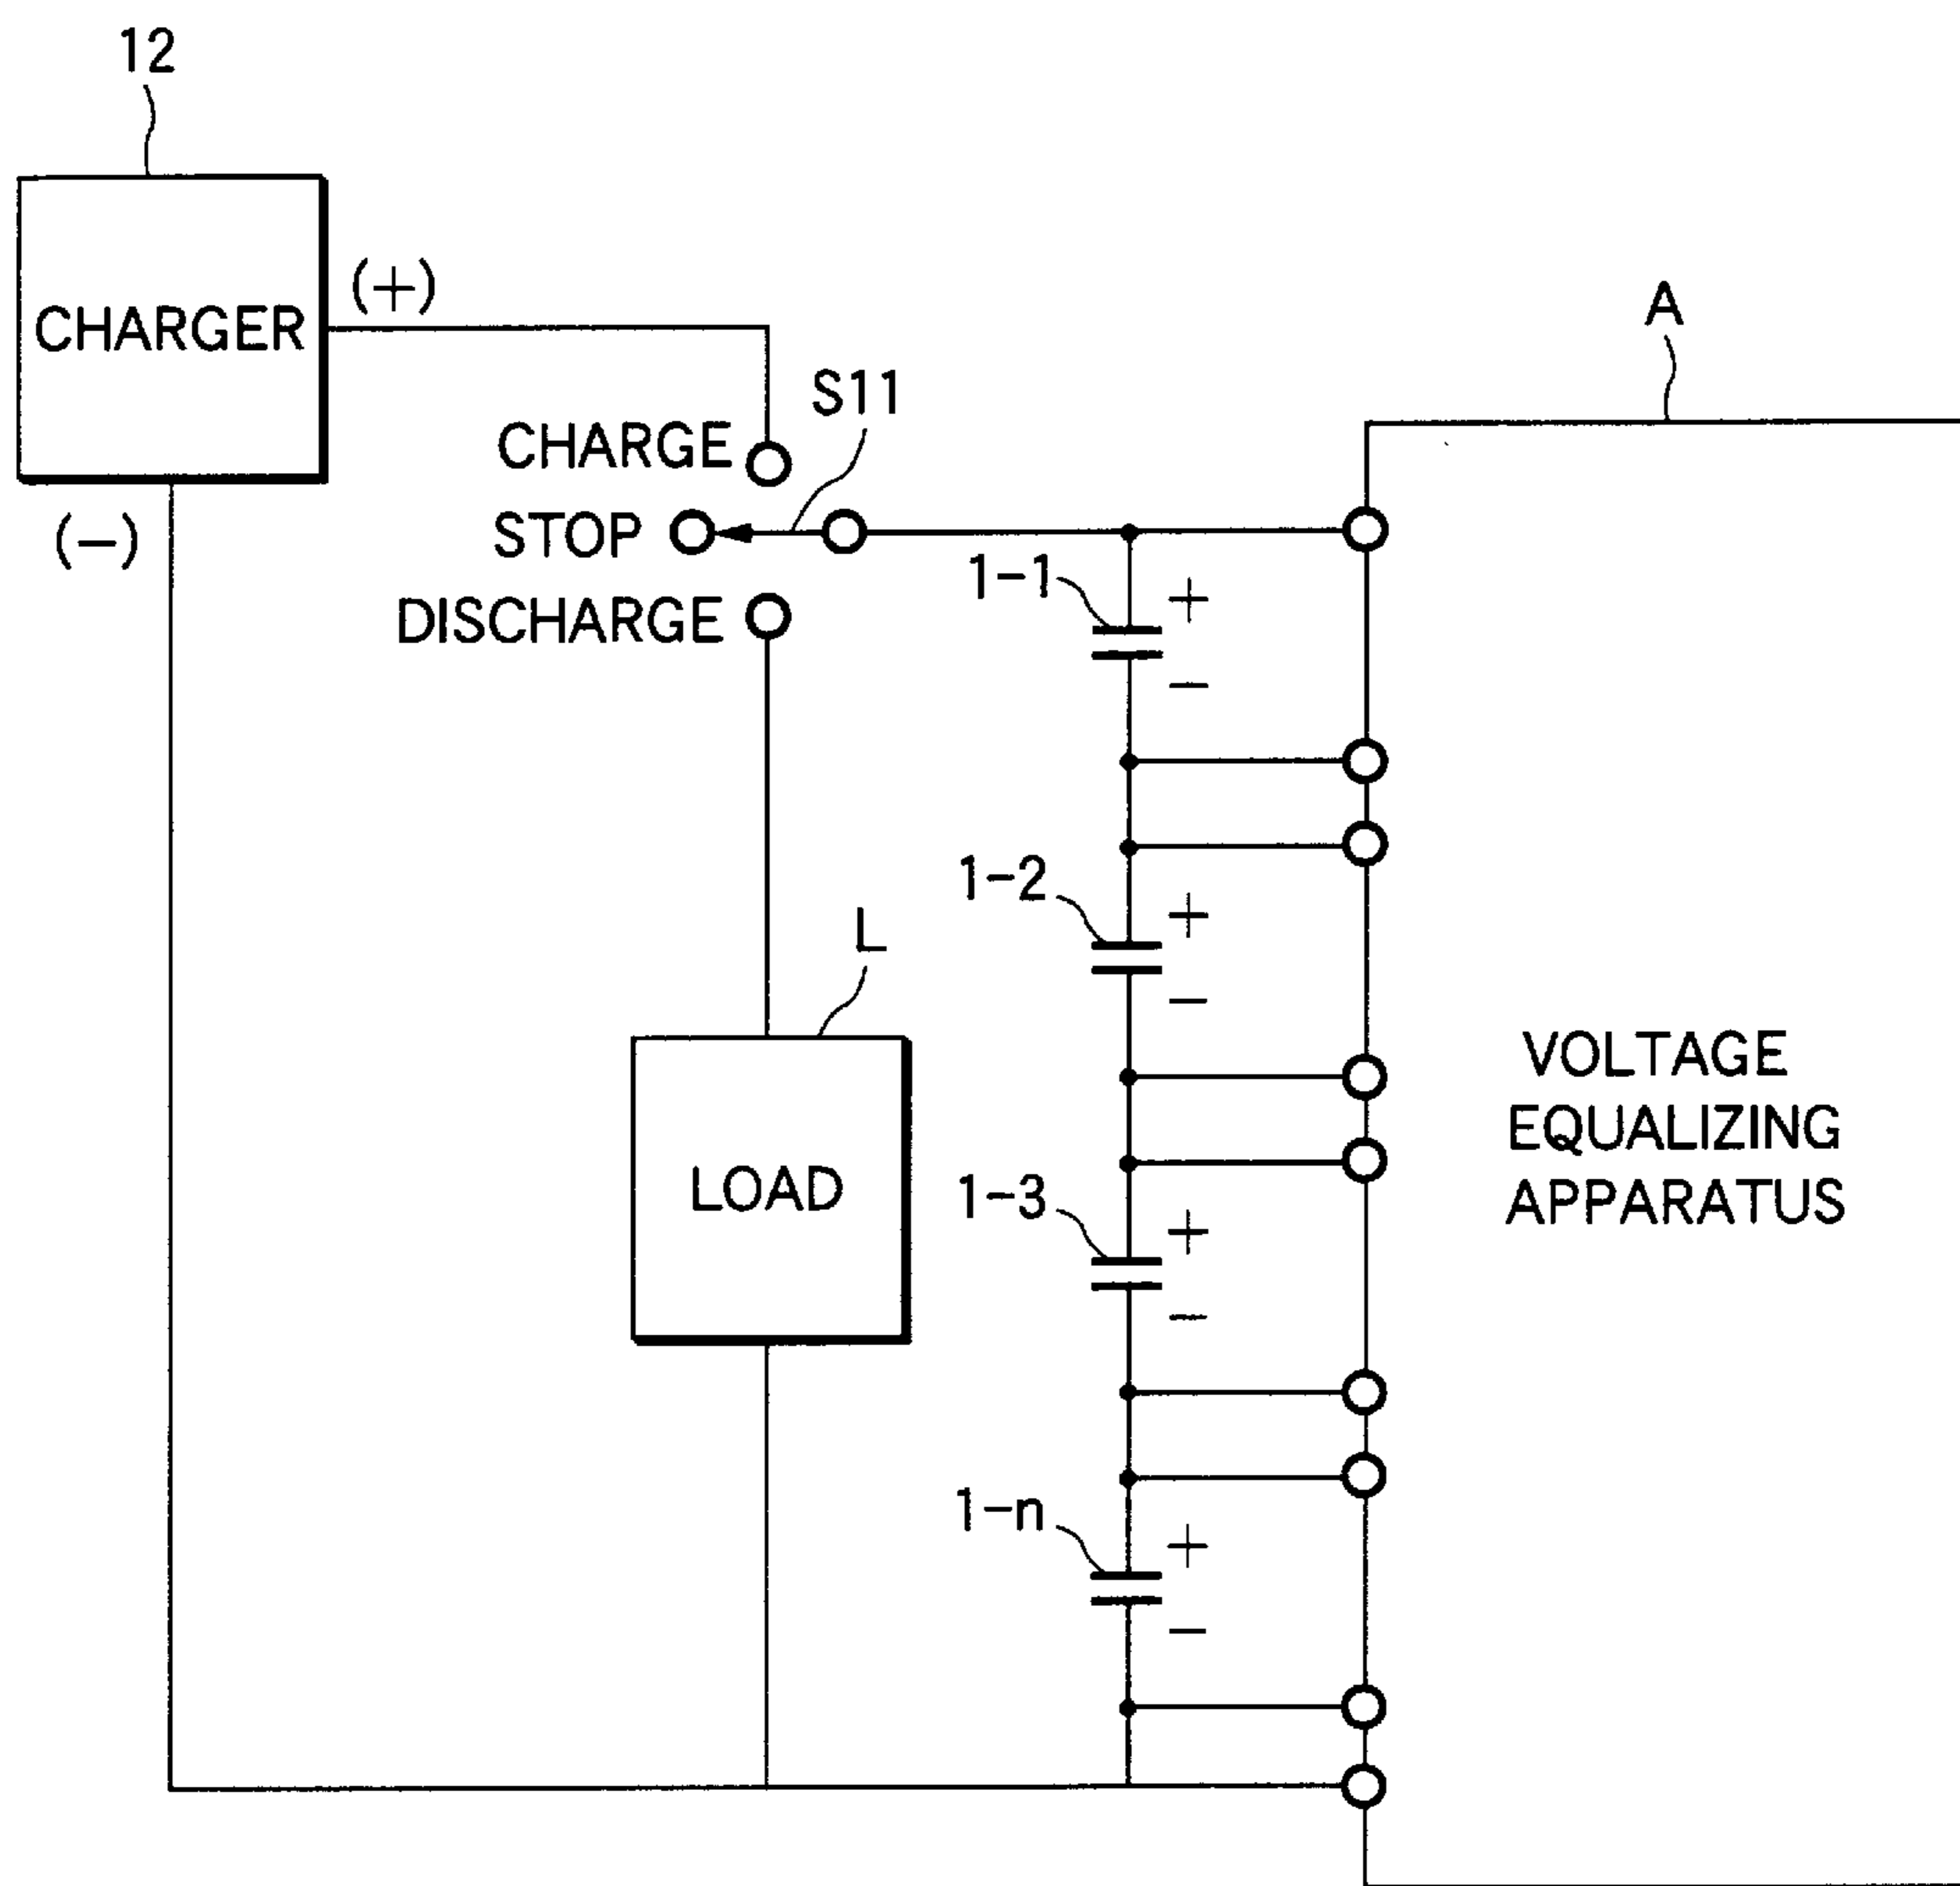 12
CHARGER
(+)
(−)
A
S11
CHARGE
STOP
DISCHARGE
1-1
+
−
1-2
+
−
L
LOAD
VOLTAGE
EQUALIZING
APPARATUS
1-3
+
−
1-n
+
−